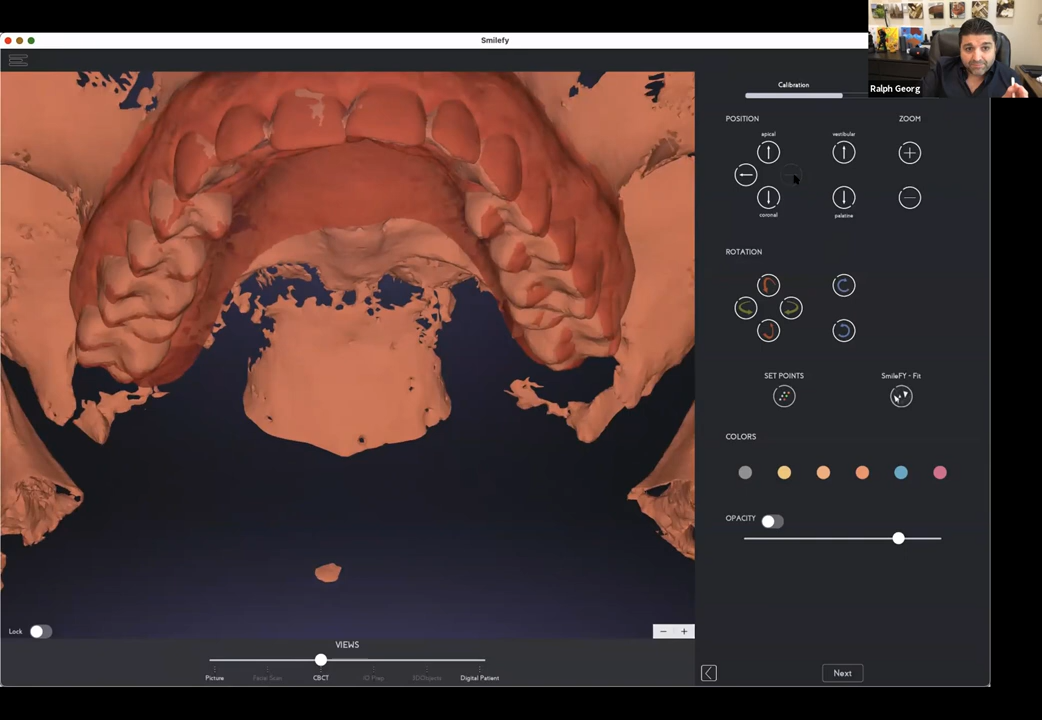 Smilefy
Ralph Georg
Calibration
POSITION
ZOOM
apical
vestibular
coronal
palatine
ROTATION
SET POINTS
SmileFY - Fit
COLORS
OPACITY
Lock
VIEWS
Picture
Facial Scan
CBCT
3DObjects
Digital Patient
Next